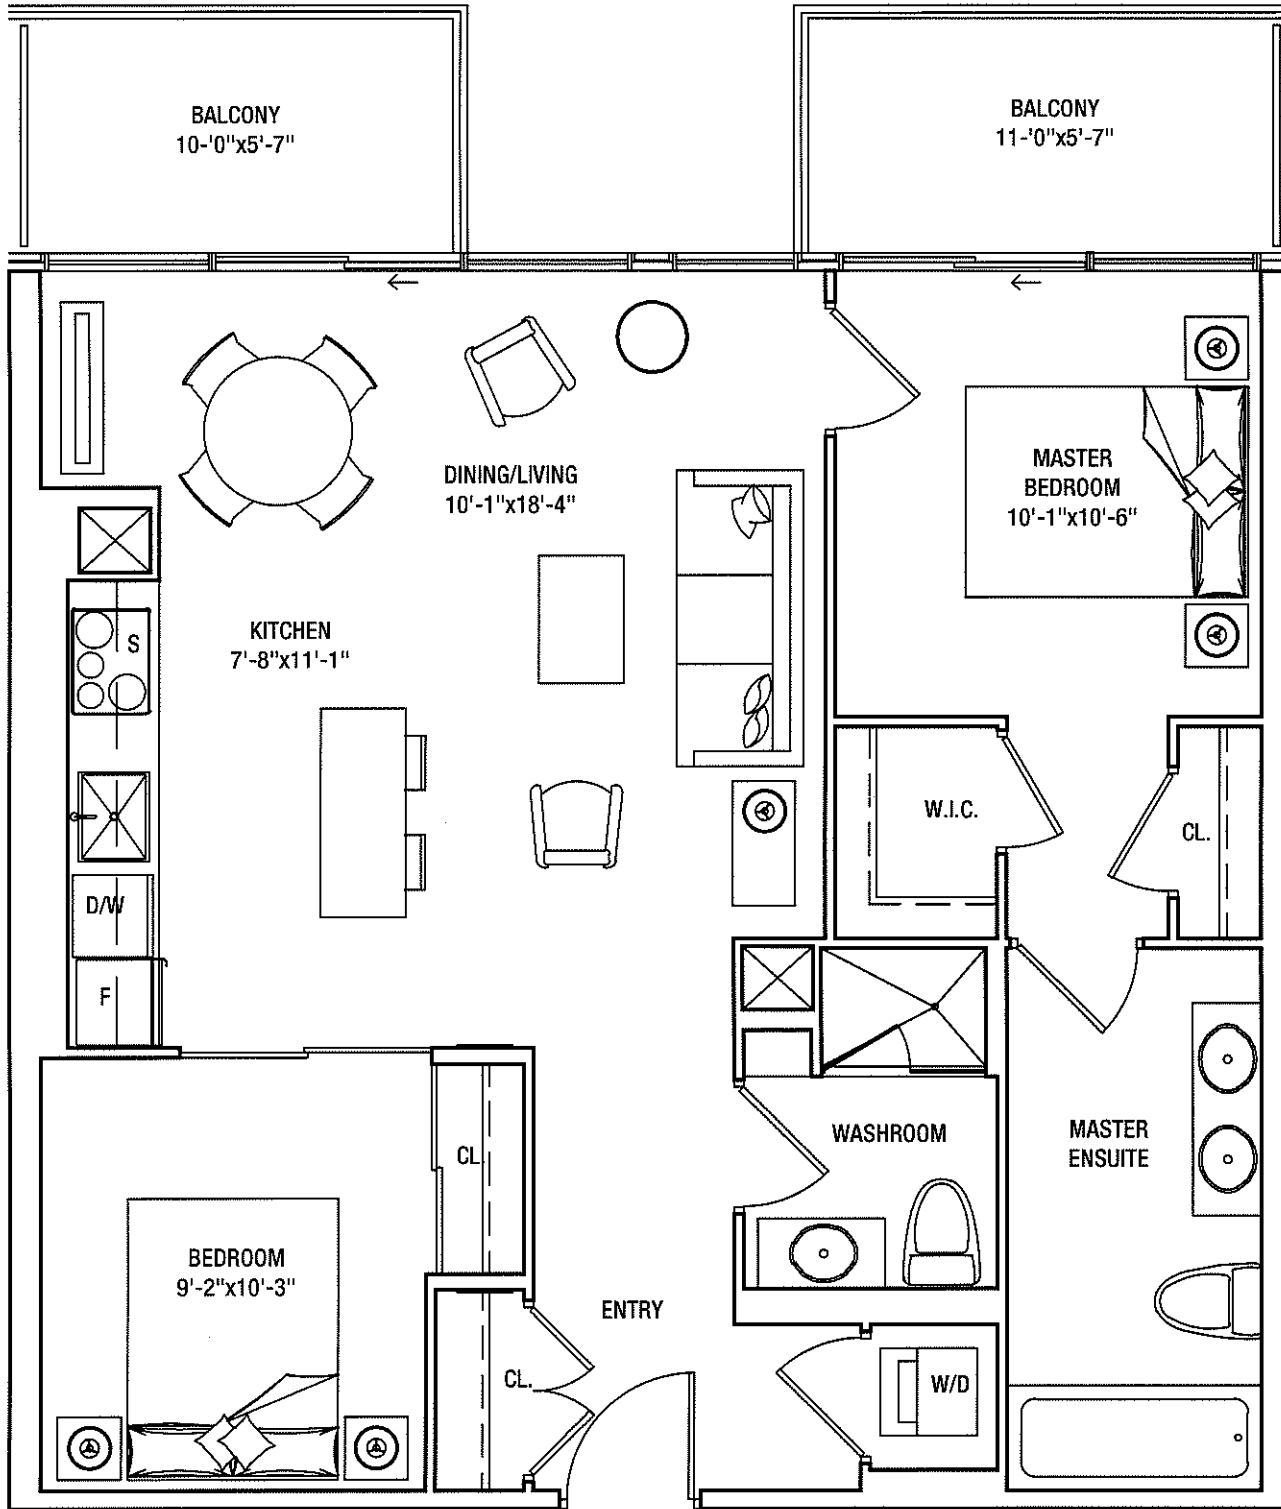 BALCONY
10-'0"x5'-7"
BALCONY
11-'0"x5'-7"
DINING/LIVING
10'-1"x18'-4"
MASTER
BEDROOM
10'-1"x10'-6"
KITCHEN
7'-8"x11'-1"
S
W.I.C.
CL.
D/W
F
WASHROOM
MASTER
ENSUITE
CL
BEDROOM
9'-2"x10'-3"
ENTRY
CL.
W/D